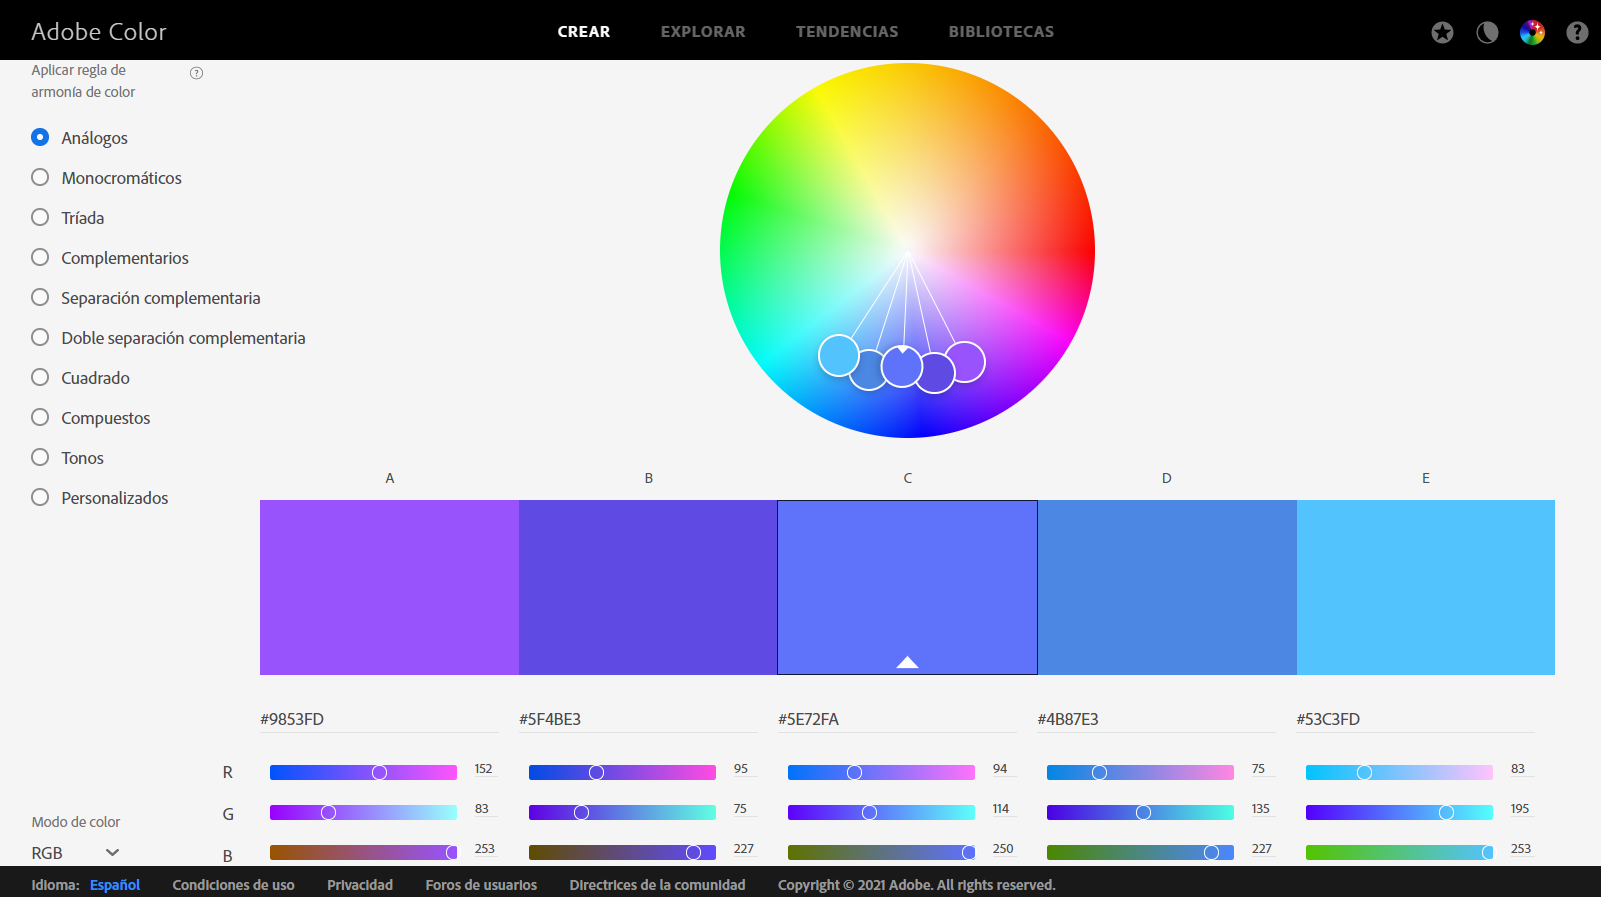 Adobe Color
CREAR EXPLORAR TENDENCIAS BIBLIOTECAS
?
Aplicar regla de
armonía de color
?
Análogos
Monocromáticos
Tríada
Complementarios
Separación complementaria
Doble separación complementaria
Cuadrado
Compuestos
Tonos
Personalizados
A B C D E
#9853FD #5F4BE3 #5E72FA #4B87E3 #53C3FD
R 152 95 94 75 83
G 83 75 114 135 195
Modo de color
RGB
B 253 227 250 227 253
Idioma: Español Condiciones de uso Privacidad Foros de usuarios Directrices de la comunidad Copyright © 2021 Adobe. All rights reserved.